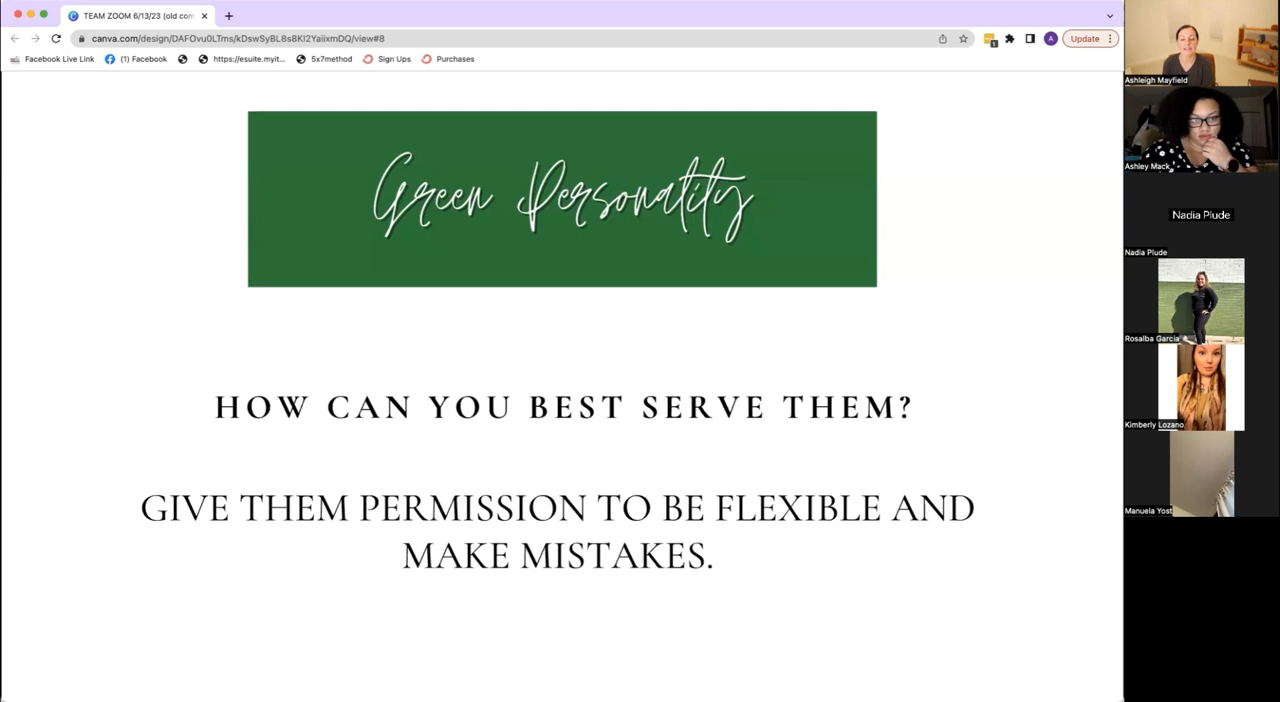 TEAM ZOOM 6/13/23 (old com
canva.com/design/DAFOvu0LTms/kDswSyBL8s8KI2YaiixmDQ/view#8
A
Update
Facebook Live Link
(1) Facebook
https://esuite.myit...
5x7method
Sign Ups
Purchases
Green Personality
HOW CAN YOU BEST SERVE THEM?
GIVE THEM PERMISSION TO BE FLEXIBLE AND
MAKE MISTAKES.
Ashleigh Mayfield
Ashley Mack
Nadia Plude
Nadia Plude
Rosalba Garcia
Kimberly Lozano
Manuela Yost